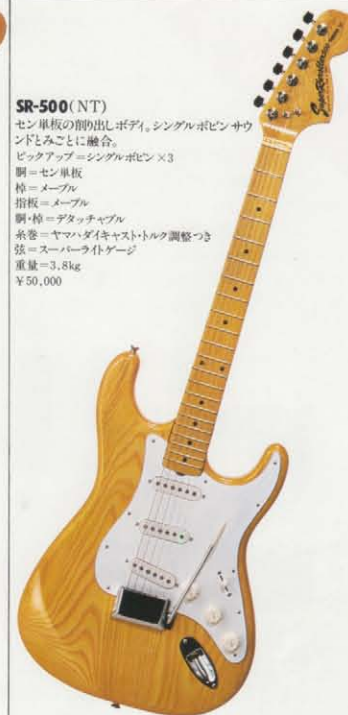 SR-500(NT)
セン単板の削り出しボディ。シングルボビンサウ
ンドとみごとに融合。
ピックアップ=シングルボビン×3
胴=セン単板
棹=メープル
指板=メープル
胴・棹=デタッチャブル
糸巻=ヤマハダイキャスト・トルク調整つき
弦=スーパーライトゲージ
重量=3.8kg
¥50,000